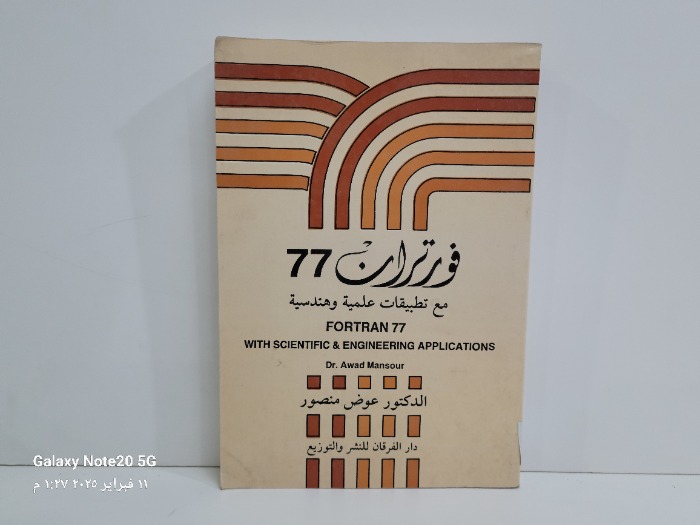 فورتران 77
مع تطبيقات علمية وهندسية
FORTRAN 77
WITH SCIENTIFIC & ENGINEERING APPLICATIONS
Dr. Awad Mansour
الدكتور عوض منصور
دار الفرقان للنشر والتوزيع
Galaxy Note20 5G
١١ فبراير ٢٠٢٥ ١:٢٧ م